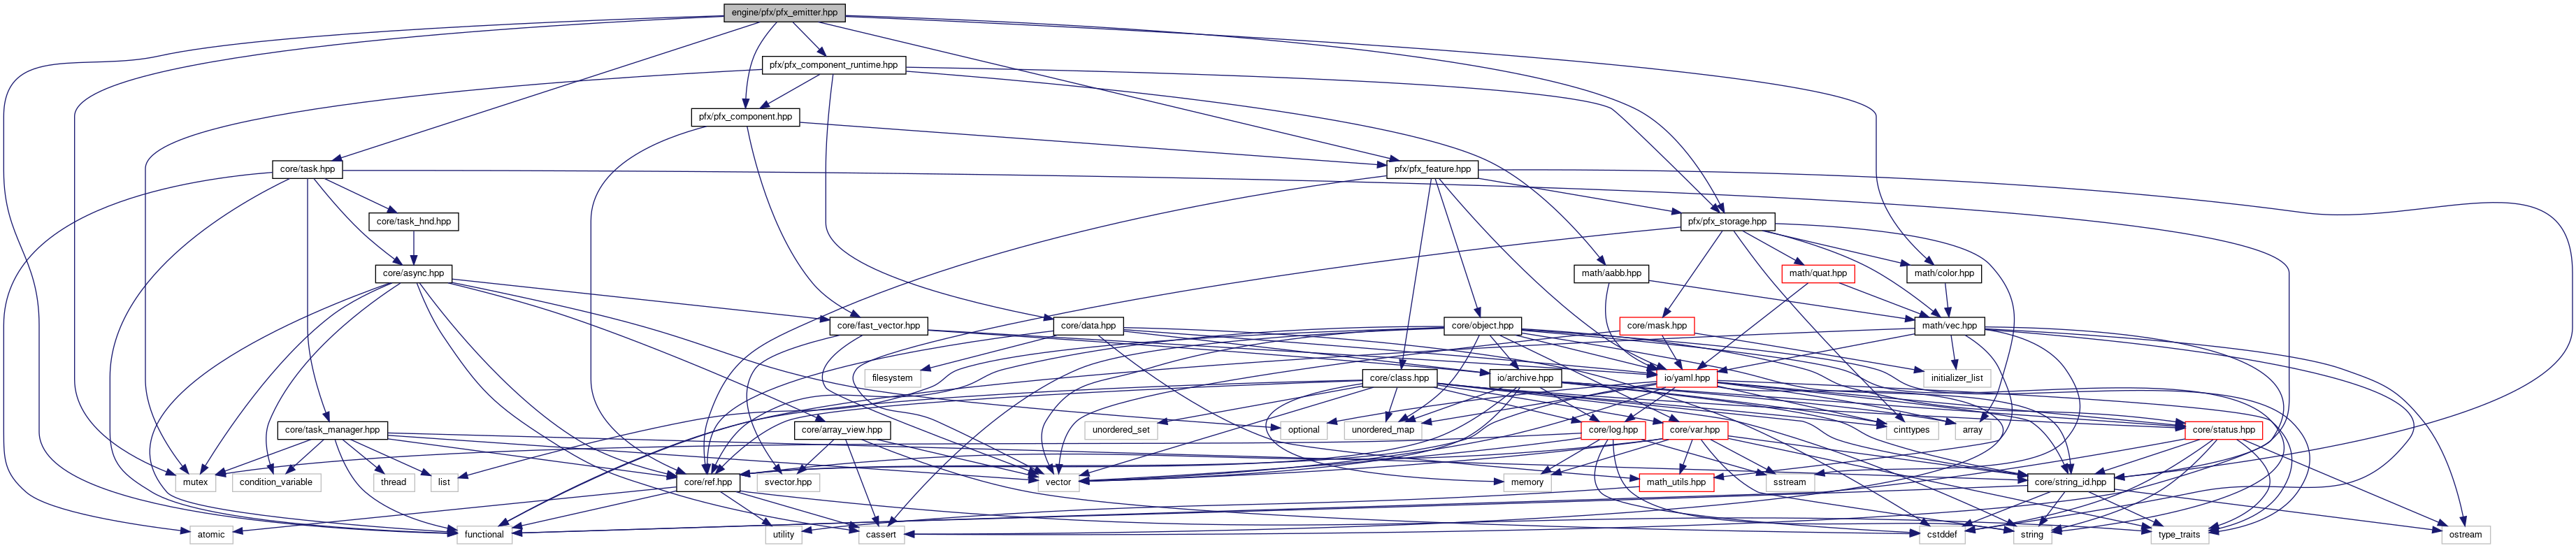 engine/pfx/pfx_emitter.hpp
pfx/pfx_component_runtime.hpp
pfx/pfx_component.hpp
core/task.hpp
pfx/pfx_feature.hpp
core/task_hnd.hpp
pfx/pfx_storage.hpp
core/async.hpp
math/aabb.hpp
math/quat.hpp
math/color.hpp
core/fast_vector.hpp
core/data.hpp
core/object.hpp
core/mask.hpp
math/vec.hpp
filesystem
core/class.hpp
io/archive.hpp
io/yaml.hpp
initializer_list
core/task_manager.hpp
core/array_view.hpp
unordered_set
optional
unordered_map
core/log.hpp
core/var.hpp
cinttypes
array
core/status.hpp
mutex
condition_variable
thread
list
core/ref.hpp
svector.hpp
vector
memory
math_utils.hpp
sstream
core/string_id.hpp
atomic
functional
utility
cassert
cstddef
string
type_traits
ostream